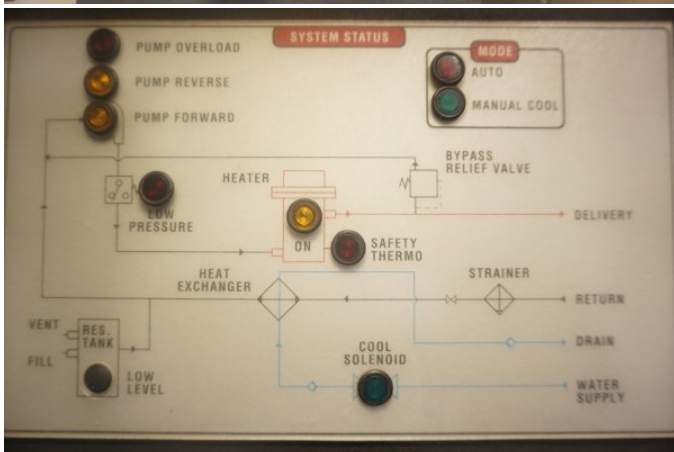 SYSTEM STATUS
PUMP OVERLOAD
PUMP REVERSE
PUMP FORWARD
MODE
AUTO
MANUAL COOL
BYPASS
RELIEF VALVE
HEATER
LOW
PRESSURE
ON
DELIVERY
SAFETY
THERMO
HEAT
EXCHANGER
STRAINER
RETURN
VENT
RES.
TANK
FILL
LOW
LEVEL
COOL
SOLENOID
DRAIN
WATER
SUPPLY